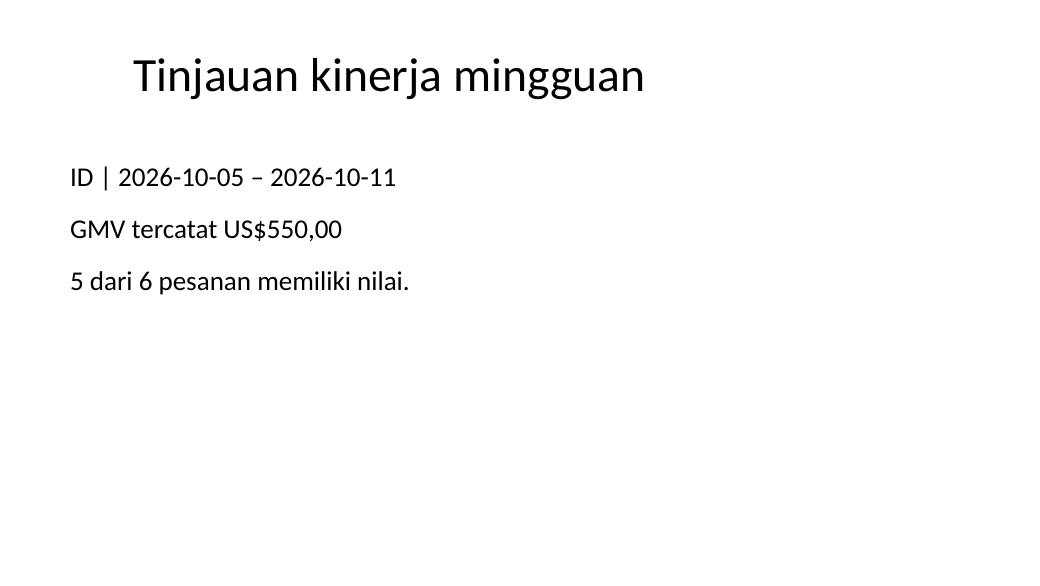 Tinjauan kinerja mingguan
ID | 2026-10-05 – 2026-10-11
GMV tercatat US$550,00
5 dari 6 pesanan memiliki nilai.